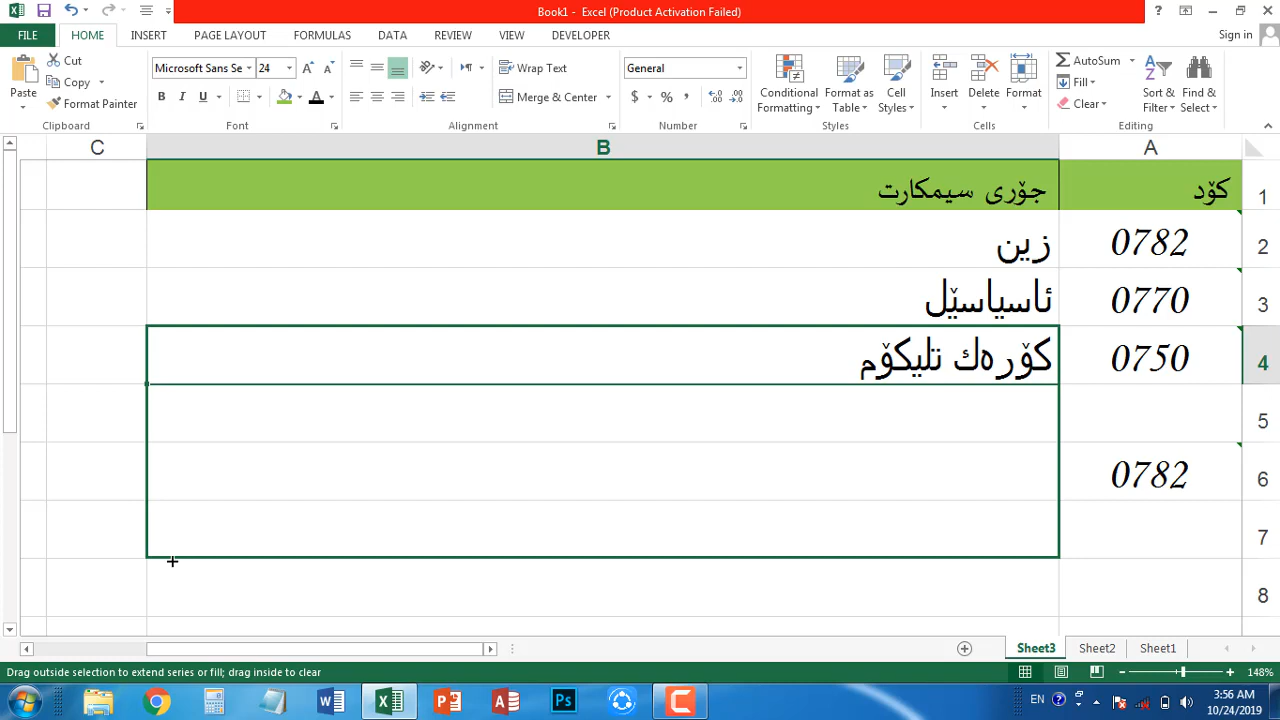 Book1 - Excel (Product Activation Failed)
FILE HOME INSERT PAGE LAYOUT FORMULAS DATA REVIEW VIEW DEVELOPER Sign in
Paste Cut Copy Format Painter Clipboard
Microsoft Sans Se 24 Font
Wrap Text Merge & Center Alignment
General $ % , Number
Conditional Formatting Format as Table Cell Styles Styles
Insert Delete Format Cells
AutoSum Fill Clear Sort & Filter Find & Select Editing
C B A
کۆد جۆری سیمکارت 1
0782 زین 2
0770 ئاسیاسێل 3
0750 کۆرەك تلیکۆم 4
5
0782 6
7
8
Sheet3 Sheet2 Sheet1
Drag outside selection to extend series or fill; drag inside to clear 148%
EN 3:56 AM
10/24/2019